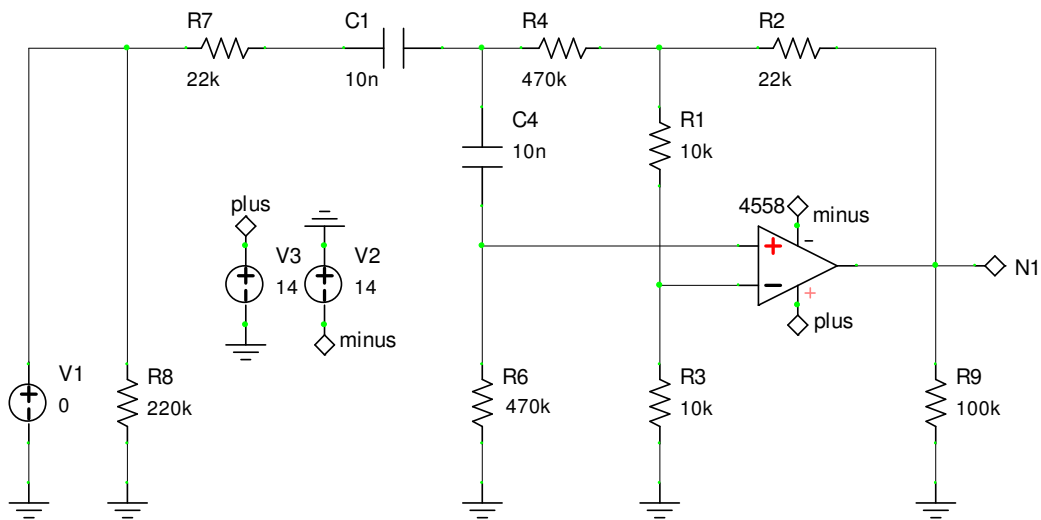 R7
22k
C1
10n
R4
470k
R2
22k
C4
10n
R1
10k
plus
V3
14
V2
14
minus
4558
minus
plus
N1
V1
0
R8
220k
R6
470k
R3
10k
R9
100k